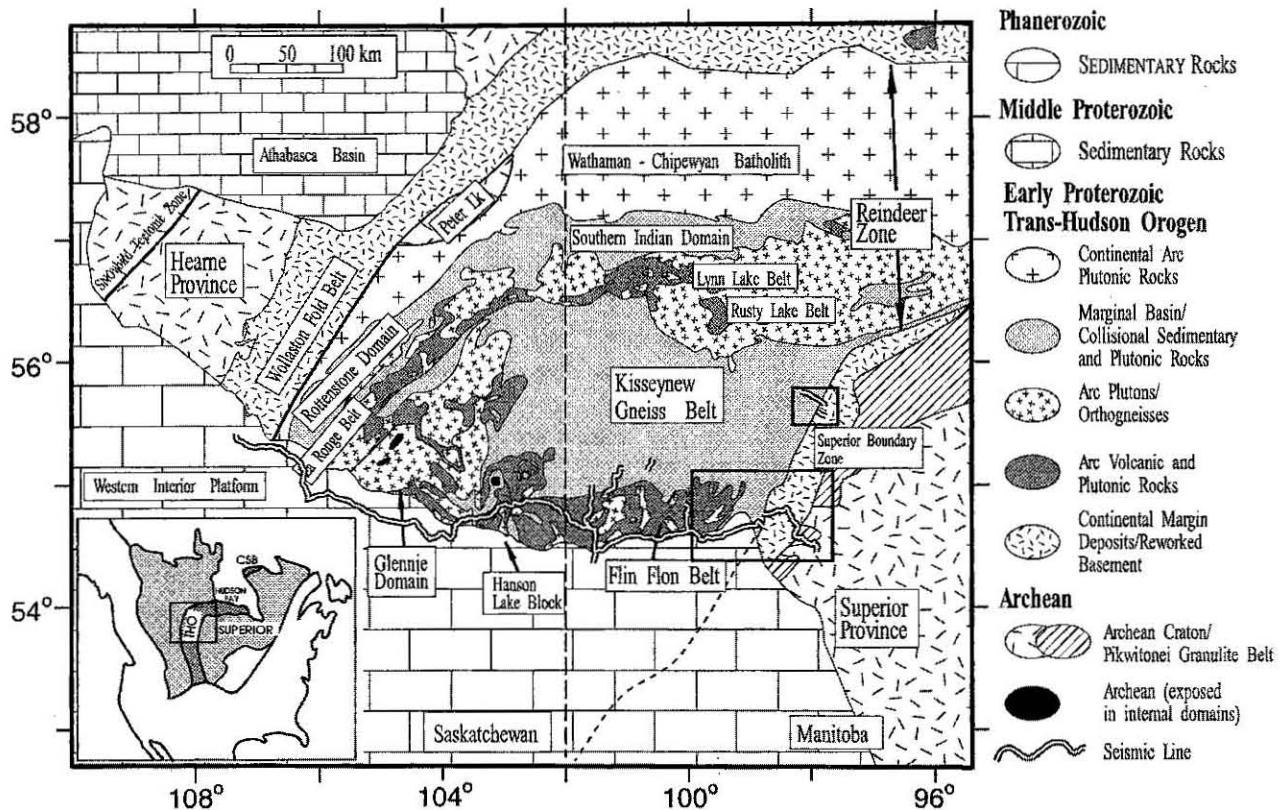 0 50 100 km
58°
56°
54°
108°
104°
100°
96°
Athabasca Basin
Wathaman - Chipewyan Batholith
Peter Lk
Reindeer
Zone
Southern Indian Domain
Lynn Lake Belt
Rusty Lake Belt
Hearne
Province
Wollaston Fold Belt
Rottenstone Domain
Range Belt
Kisseynew
Gneiss Belt
Superior Boundary
Zone
Western Interior Platform
Glennie
Domain
Hanson
Lake Block
Flin Flon Belt
Superior
Province
Saskatchewan
Manitoba
CSB
HUDSON
BAY
THO
SUPERIOR
Phanerozoic
SEDIMENTARY Rocks
Middle Proterozoic
Sedimentary Rocks
Early Proterozoic
Trans-Hudson Orogen
Continental Arc
Plutonic Rocks
Marginal Basin/
Collisional Sedimentary
and Plutonic Rocks
Arc Plutons/
Orthogneisses
Arc Volcanic and
Plutonic Rocks
Continental Margin
Deposits/Reworked
Basement
Archean
Archean Craton/
Pikwitonei Granulite Belt
Archean (exposed
in internal domains)
Seismic Line